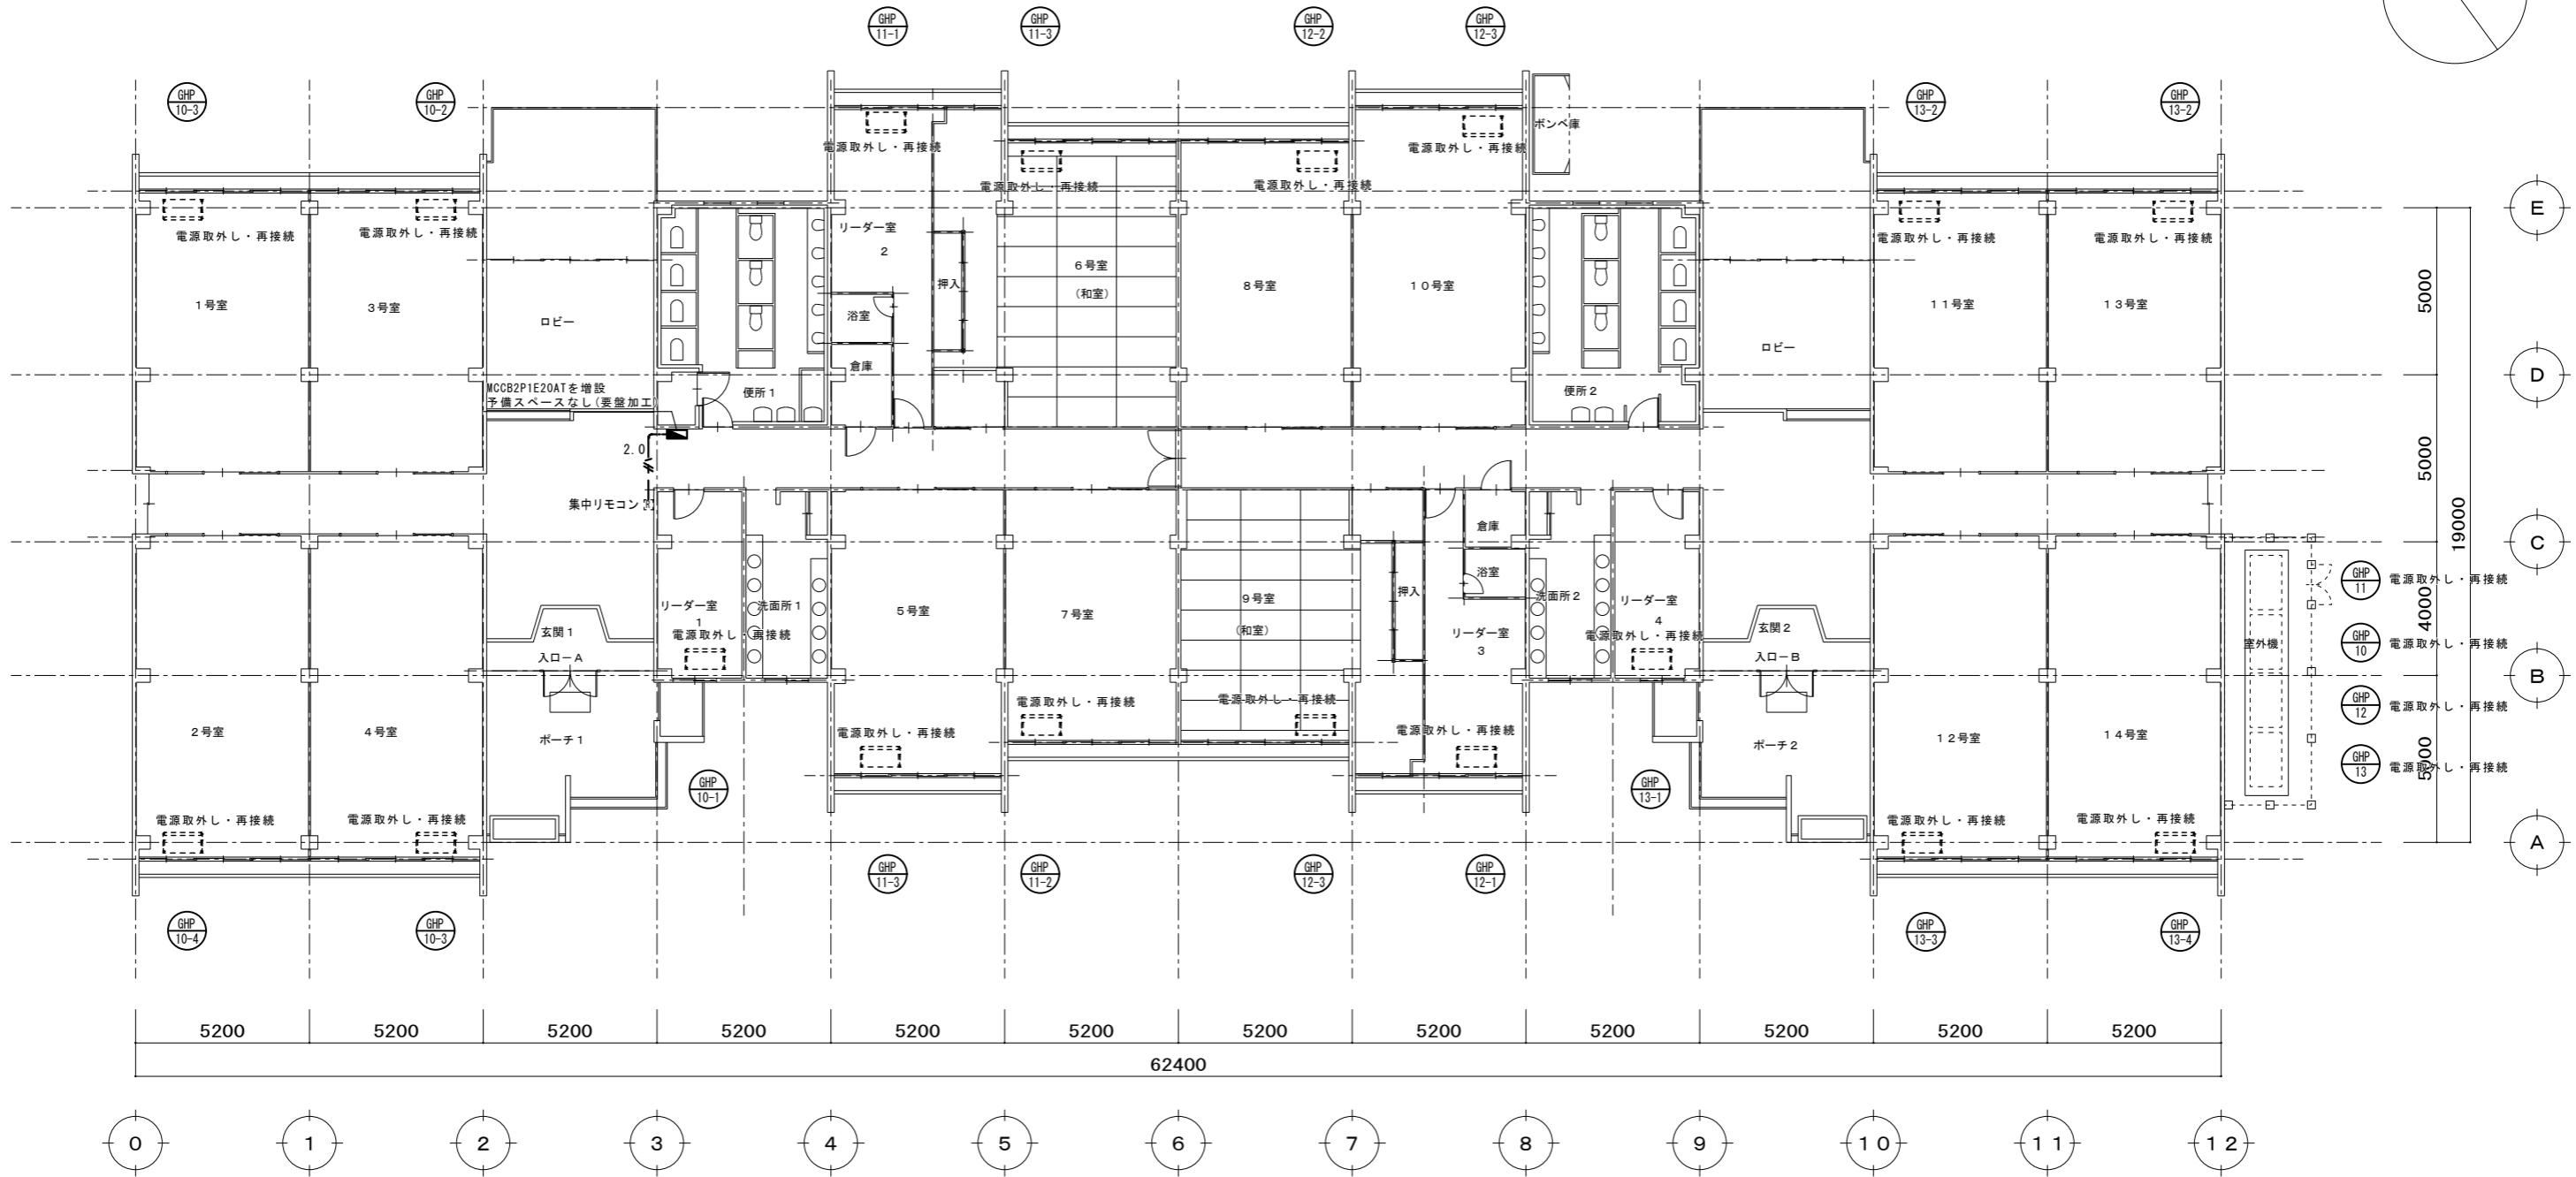 GHP
11-1
GHP
11-3
GHP
12-2
GHP
12-3
GHP
10-3
GHP
10-2
GHP
13-2
GHP
13-2
ボンベ庫
電源取外し・再接続
電源取外し・再接続
電源取外し・再接続
電源取外し・再接続
電源取外し・再接続
電源取外し・再接続
電源取外し・再接続
電源取外し・再接続
リーダー室
2
6号室
(和室)
押入
8号室
10号室
1号室
3号室
ロビー
浴室
倉庫
便所1
便所2
ロビー
11号室
13号室
MCCB2P1E20ATを増設
予備スペースなし(要盤加工)
2.0
集中リモコン
リーダー室
1
電源取外し・再接続
洗面所1
5号室
7号室
9号室
(和室)
押入
倉庫
浴室
リーダー室
3
洗面所2
リーダー室
4
電源取外し・再接続
玄関1
入口-A
玄関2
入口-B
室外機
GHP
11
電源取外し・再接続
GHP
10
電源取外し・再接続
GHP
12
電源取外し・再接続
GHP
13
電源取外し・再接続
2号室
4号室
ポーチ1
電源取外し・再接続
電源取外し・再接続
電源取外し・再接続
電源取外し・再接続
ポーチ2
12号室
14号室
GHP
10-1
GHP
13-1
電源取外し・再接続
電源取外し・再接続
電源取外し・再接続
電源取外し・再接続
GHP
11-3
GHP
11-2
GHP
12-3
GHP
12-1
GHP
10-4
GHP
10-3
GHP
13-3
GHP
13-4
E
D
C
B
A
5000
5000
4000
5000
19000
5200
5200
5200
5200
5200
5200
5200
5200
5200
5200
5200
5200
62400
0
1
2
3
4
5
6
7
8
9
10
11
12